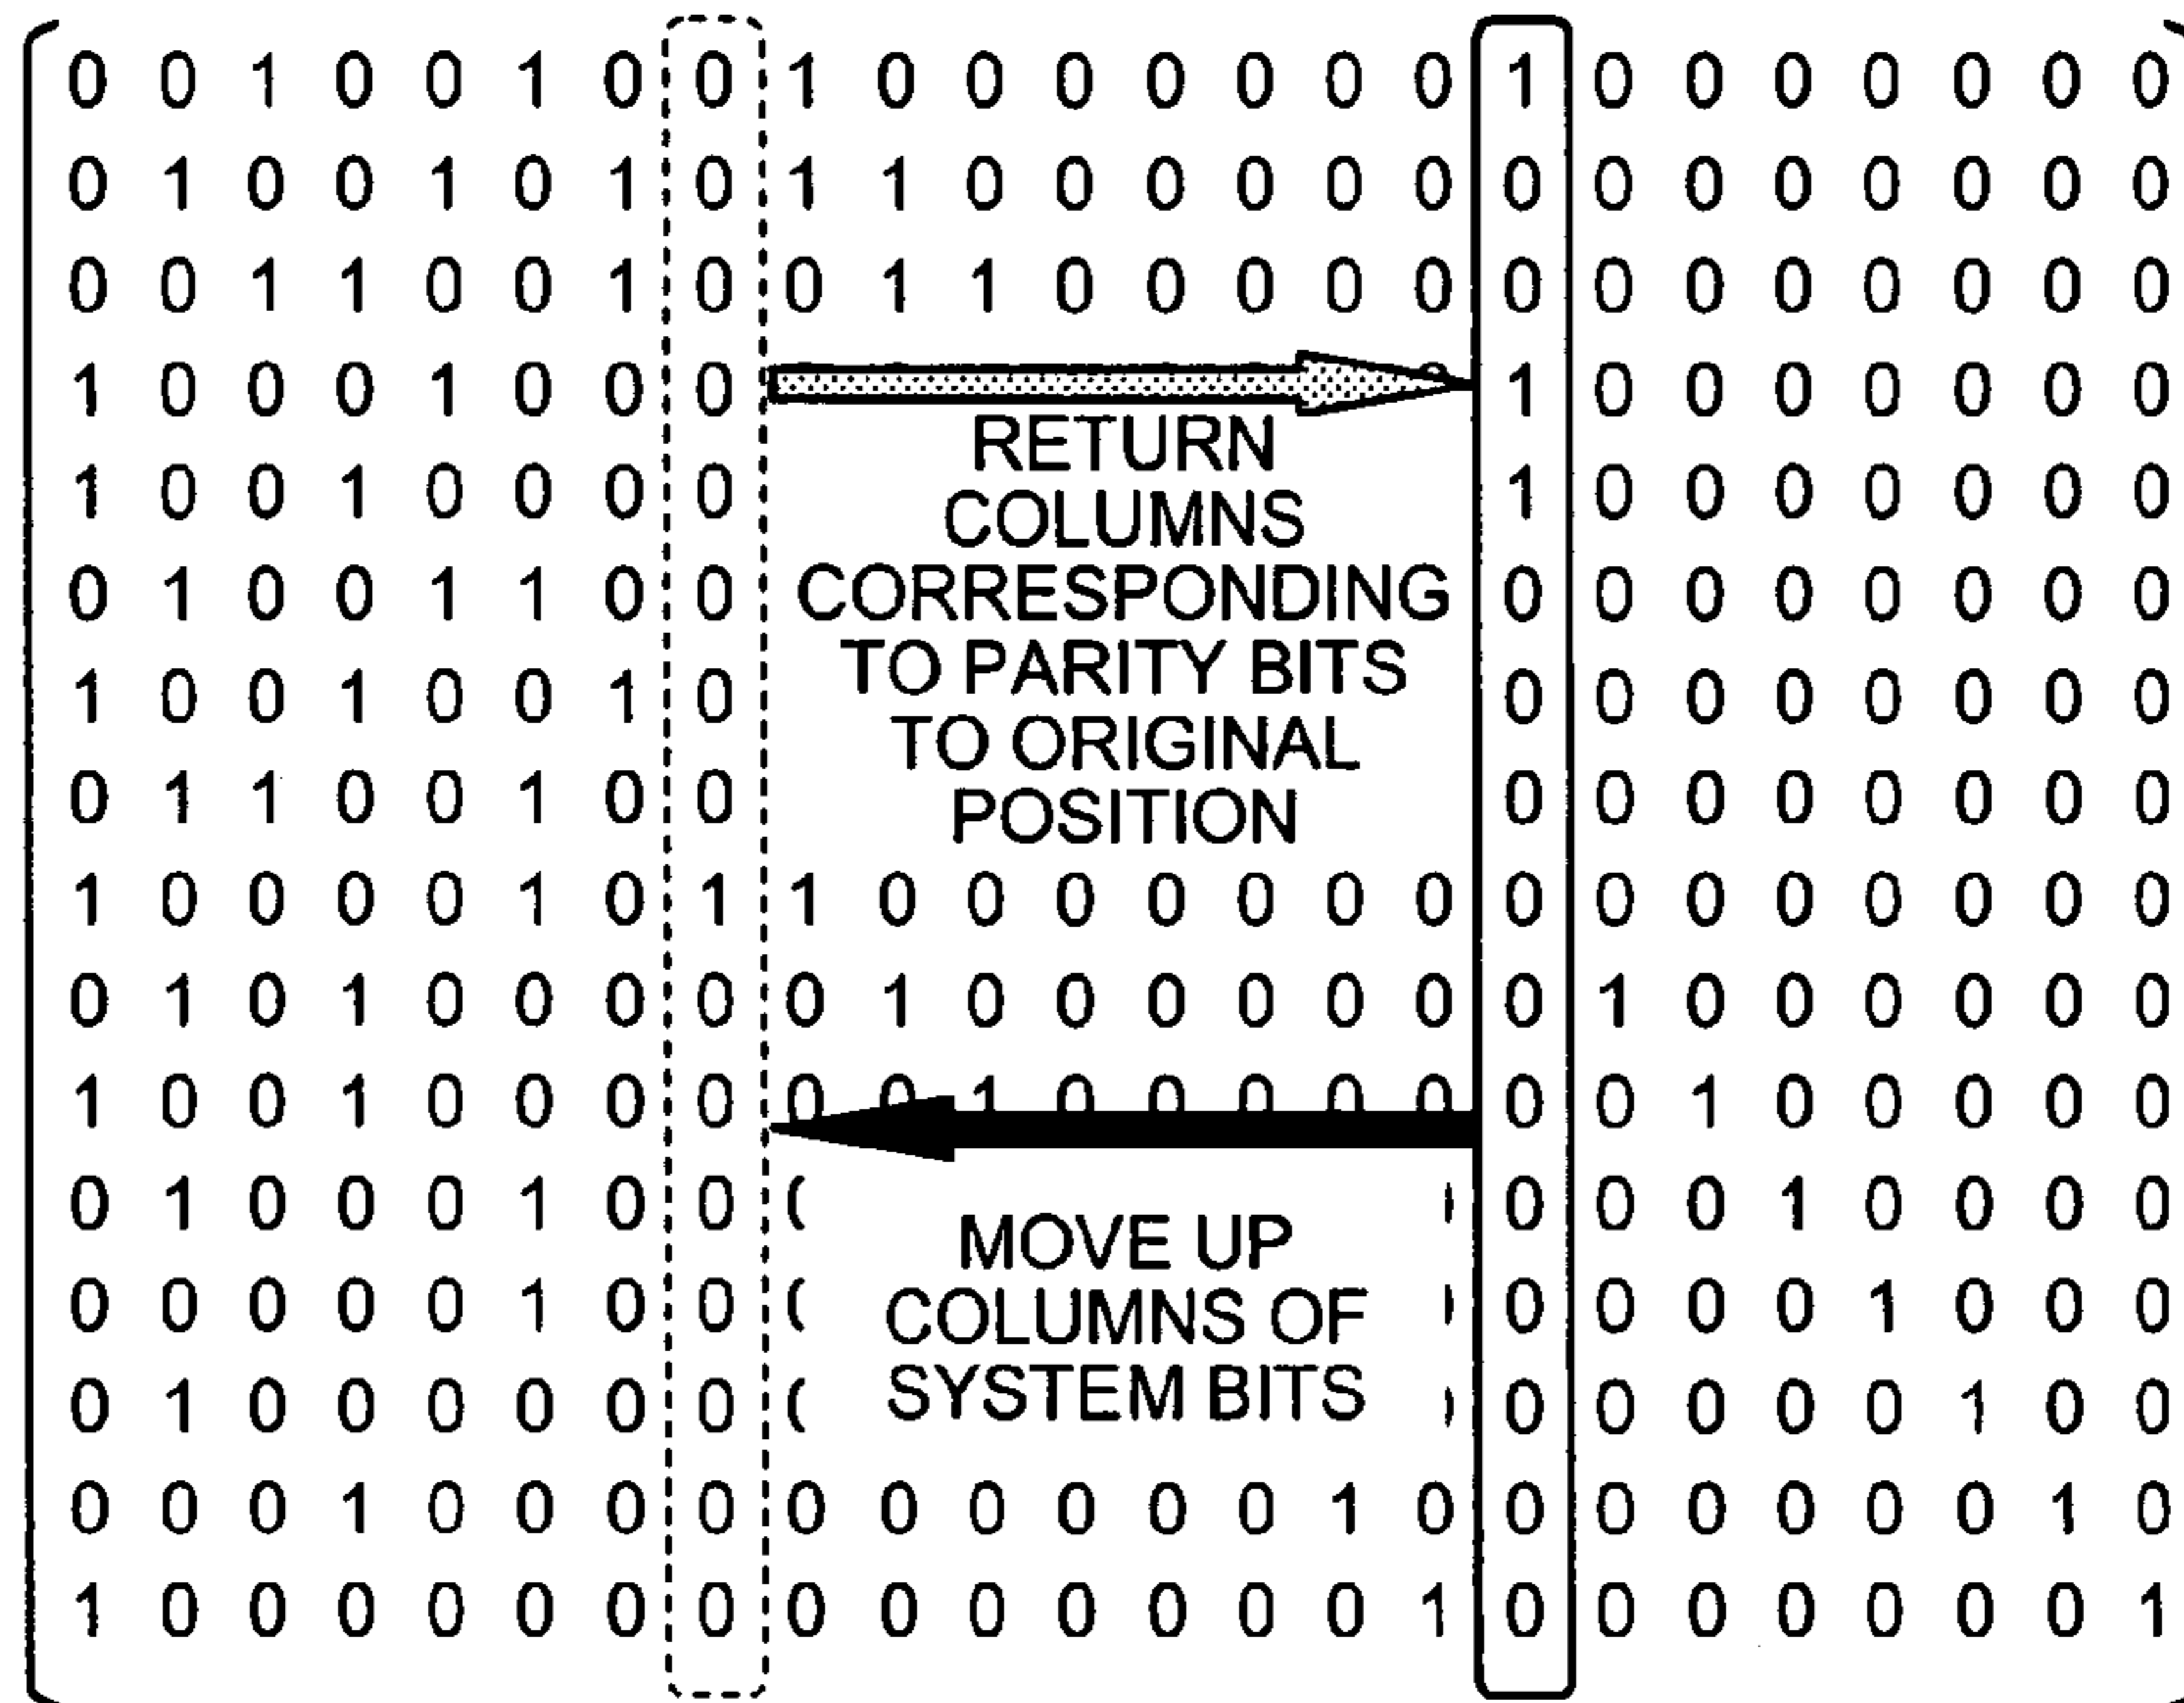 0 0 1 0 0 1 0 0 1 0 0 0 0 0 0 0 1 0 0 0 0 0 0 0
0 1 0 0 1 0 1 0 1 1 0 0 0 0 0 0 0 0 0 0 0 0 0 0
0 0 1 1 0 0 1 0 0 1 1 0 0 0 0 0 0 0 0 0 0 0 0 0
1 0 0 0 1 0 0 0 1 0 0 0 0 0 0 0
1 0 0 1 0 0 0 0 1 0 0 0 0 0 0 0
0 1 0 0 1 1 0 0 0 0 0 0 0 0 0 0
1 0 0 1 0 0 1 0 0 0 0 0 0 0 0 0
0 1 1 0 0 1 0 0 0 0 0 0 0 0 0 0
RETURN
COLUMNS
CORRESPONDING
TO PARITY BITS
TO ORIGINAL
POSITION
1 0 0 0 0 1 0 1 1 0 0 0 0 0 0 0 0 0 0 0 0 0 0 0
0 1 0 1 0 0 0 0 0 1 0 0 0 0 0 0 0 1 0 0 0 0 0 0
1 0 0 1 0 0 0 0 0 0 1 0 0 0 0 0 0 0 1 0 0 0 0 0
0 1 0 0 0 1 0 0 0 0 0 1 0 0 0 0
0 0 0 0 0 1 0 0 0 0 0 0 1 0 0 0
0 1 0 0 0 0 0 0 0 0 0 0 0 1 0 0
MOVE UP
COLUMNS OF
SYSTEM BITS
0 0 0 1 0 0 0 0 0 0 0 0 0 0 1 0 0 0 0 0 0 0 1 0
1 0 0 0 0 0 0 0 0 0 0 0 0 0 0 1 0 0 0 0 0 0 0 1